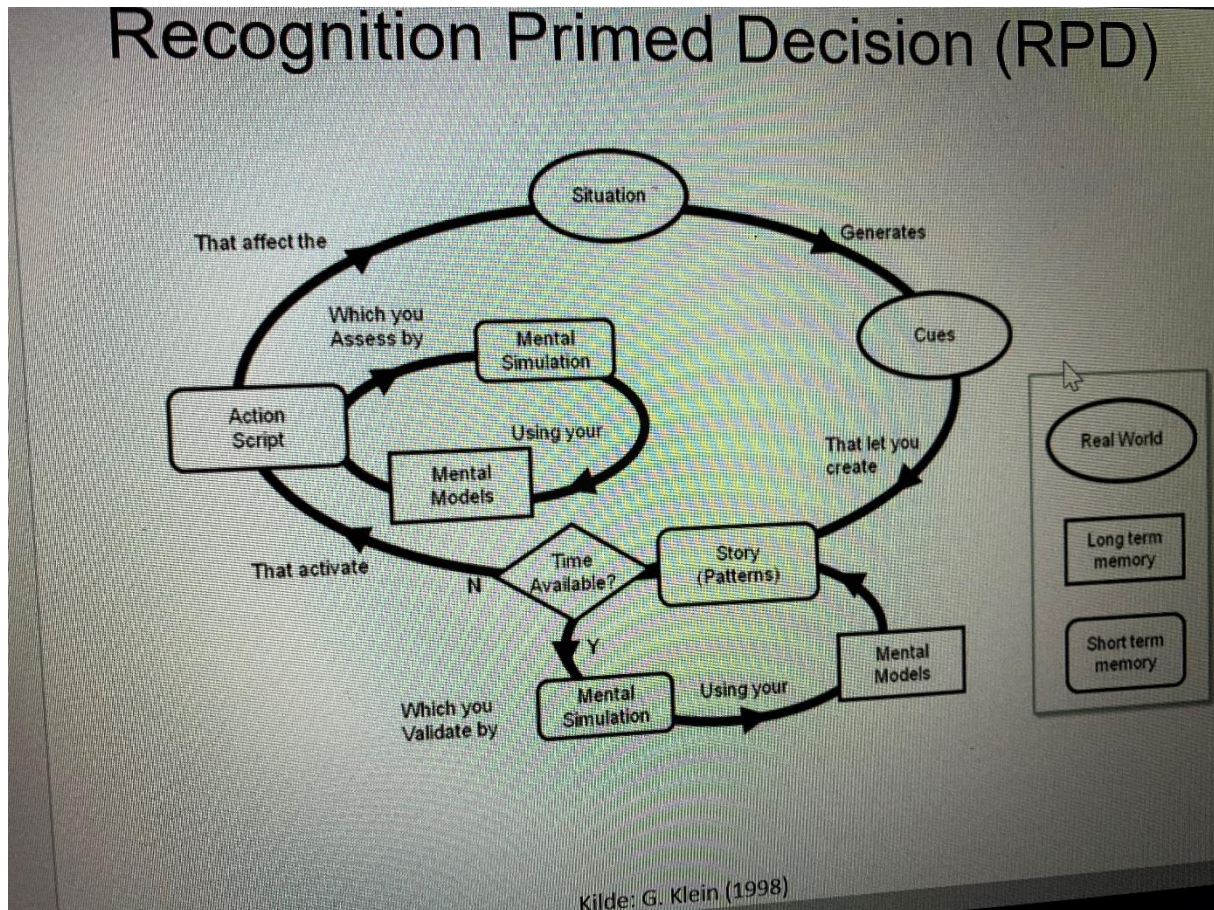 Recognition Primed Decision (RPD)
Situation
That affect the
Generates
Which you
Assess by
Mental
Simulation
Cues
Action
Script
Using your
Mental
Models
That let you
create
Real World
Long term
memory
Short term
memory
That activate
N
Time
Available?
Story
(Patterns)
Y
Mental
Models
Which you
Validate by
Mental
Simulation
Using your
Kilde: G. Klein (1998)